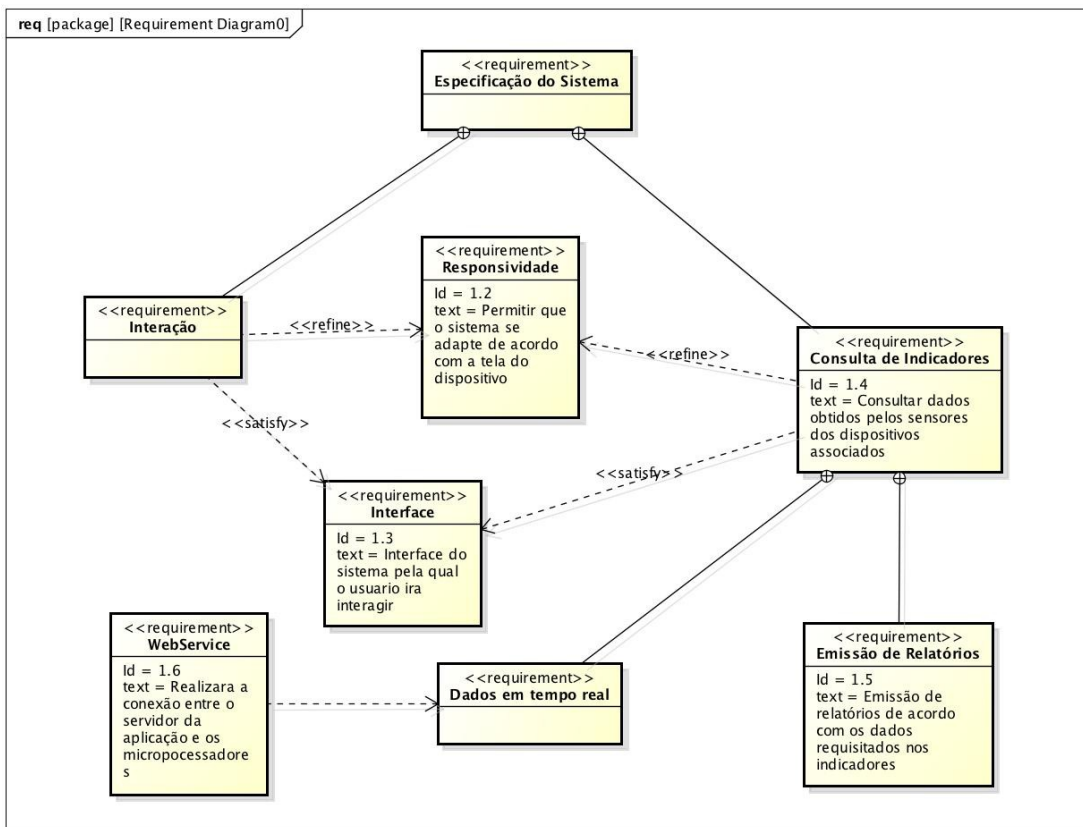 req [package] [Requirement Diagram0]
<<requirement>>
Especificação do Sistema
<<requirement>>
Responsividade
Id = 1.2
text = Permitir que
o sistema se
adapte de acordo
com a tela do
dispositivo
<<requirement>>
Interação
<<refine>>
<<refine>>
<<requirement>>
Consulta de Indicadores
Id = 1.4
text = Consultar dados
obtidos pelos sensores
dos dispositivos
associados
<<satisfy>>
<<satisfy>>
<<requirement>>
Interface
Id = 1.3
text = Interface do
sistema pela qual
o usuario ira
interagir
<<requirement>>
WebService
Id = 1.6
text = Realizara a
conexão entre o
servidor da
aplicação e os
micropocessadore
s
<<requirement>>
Dados em tempo real
<<requirement>>
Emissão de Relatórios
Id = 1.5
text = Emissão de
relatórios de acordo
com os dados
requisitados nos
indicadores